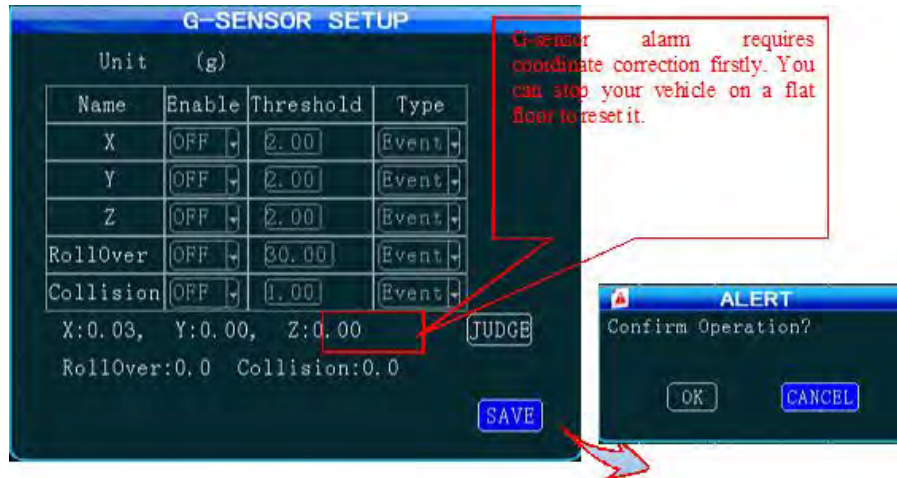 G-SENSOR SETUP
Unit (g)
Name Enable Threshold Type
X OFF 2.00 Event
Y OFF 2.00 Event
Z OFF 2.00 Event
RollOver OFF 30.00 Event
Collision OFF 1.00 Event
X:0.03, Y:0.00, Z:0.00 JUDGE
RollOver:0.0 Collision:0.0
SAVE
G-sensor alarm requires
coordinate correction firstly. You
can stop your vehicle on a flat
floor to reset it.
ALERT
Confirm Operation?
OK CANCEL